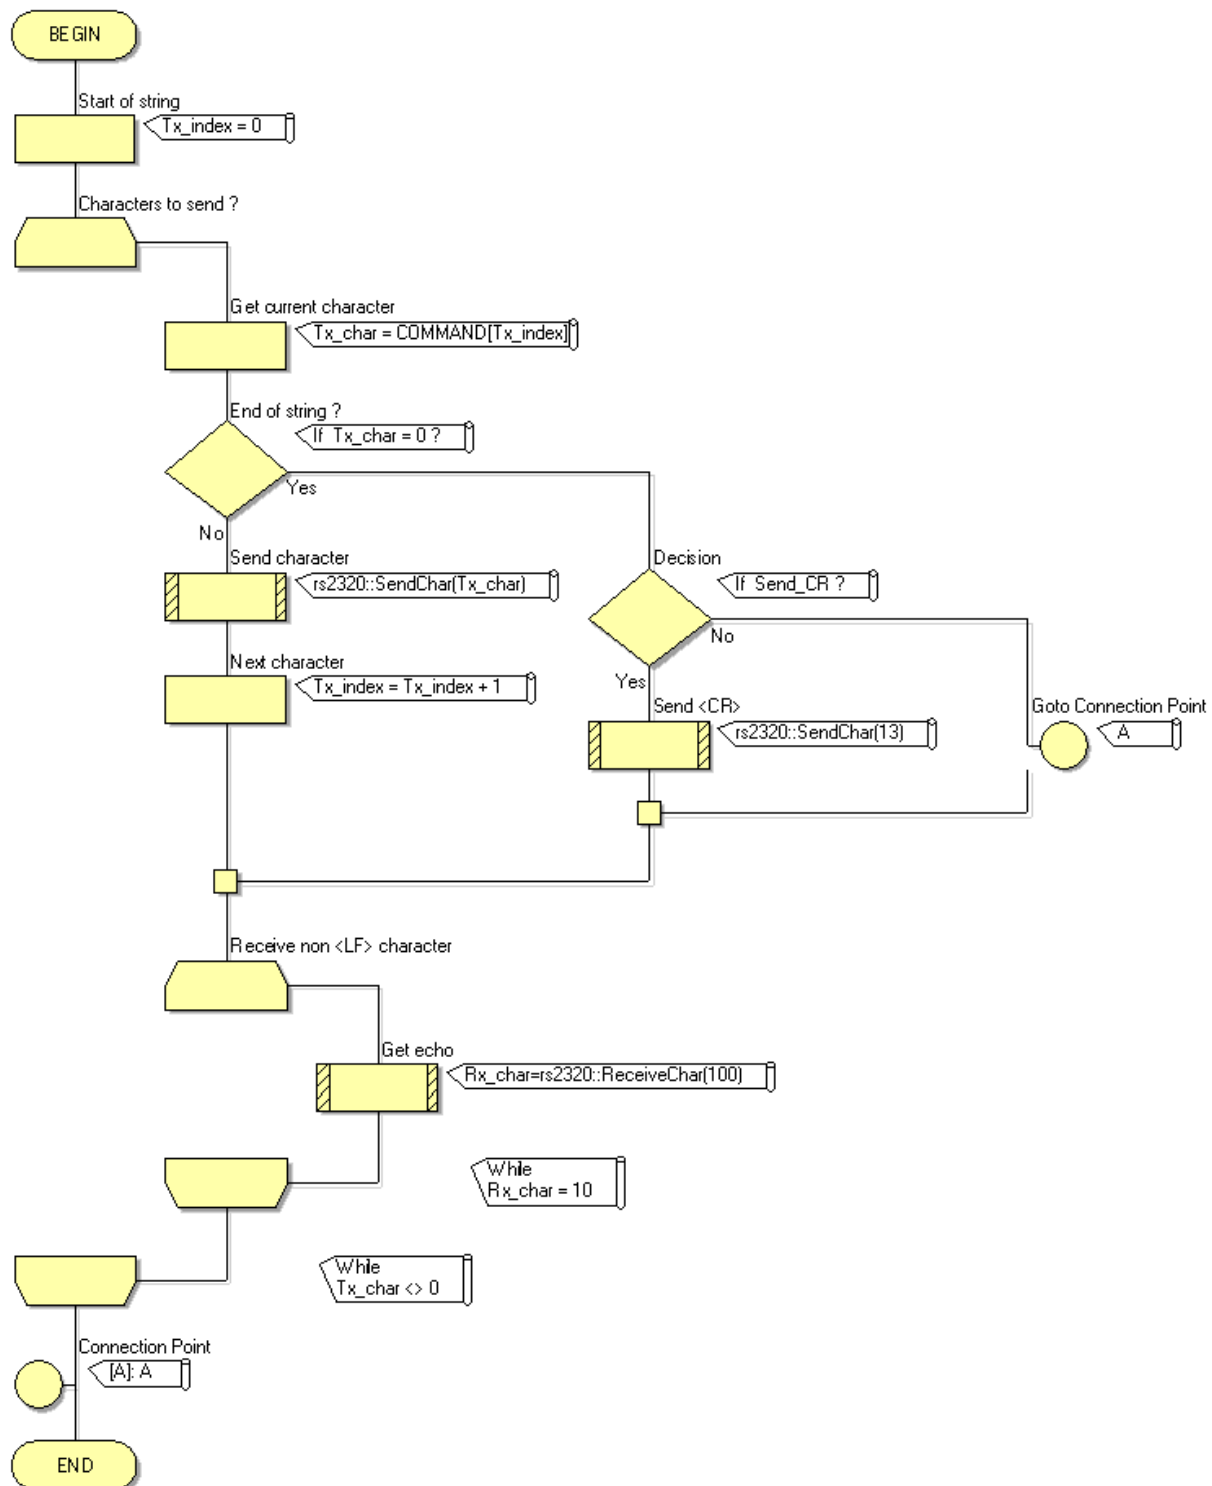 BEGIN
Start of string
Tx_index = 0
Characters to send ?
Get current character
Tx_char = COMMAND[Tx_index]
End of string ?
If Tx_char = 0 ?
Yes
No
Send character
rs2320::SendChar(Tx_char)
Decision
If Send_CR ?
No
Next character
Tx_index = Tx_index + 1
Yes
Send <CR>
rs2320::SendChar(13)
Goto Connection Point
A
Receive non <LF> character
Get echo
Rx_char=rs2320::ReceiveChar(100)
While
Rx_char = 10
While
Tx_char <> 0
Connection Point
[A]: A
END